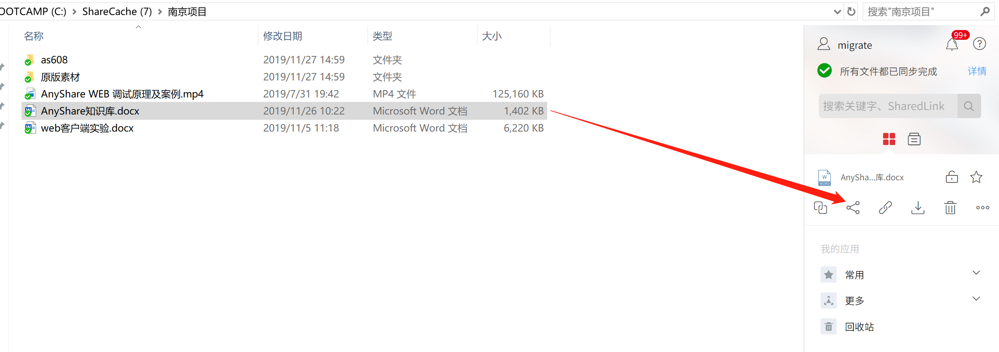 OOTCAMP (C:) > ShareCache (7) > 南京项目
搜索"南京项目"
名称 修改日期 类型 大小
as608 2019/11/27 14:59 文件夹
原版素材 2019/11/27 14:59 文件夹
AnyShare WEB 调试原理及案例.mp4 2019/7/31 19:42 MP4 文件 125,160 KB
AnyShare知识库.docx 2019/11/26 10:22 Microsoft Word 文档 1,402 KB
web客户端实验.docx 2019/11/5 11:18 Microsoft Word 文档 6,220 KB
migrate 99+
所有文件都已同步完成 详情
搜索关键字、SharedLink
W WORD AnySha...库.docx
我的应用
常用
更多
回收站